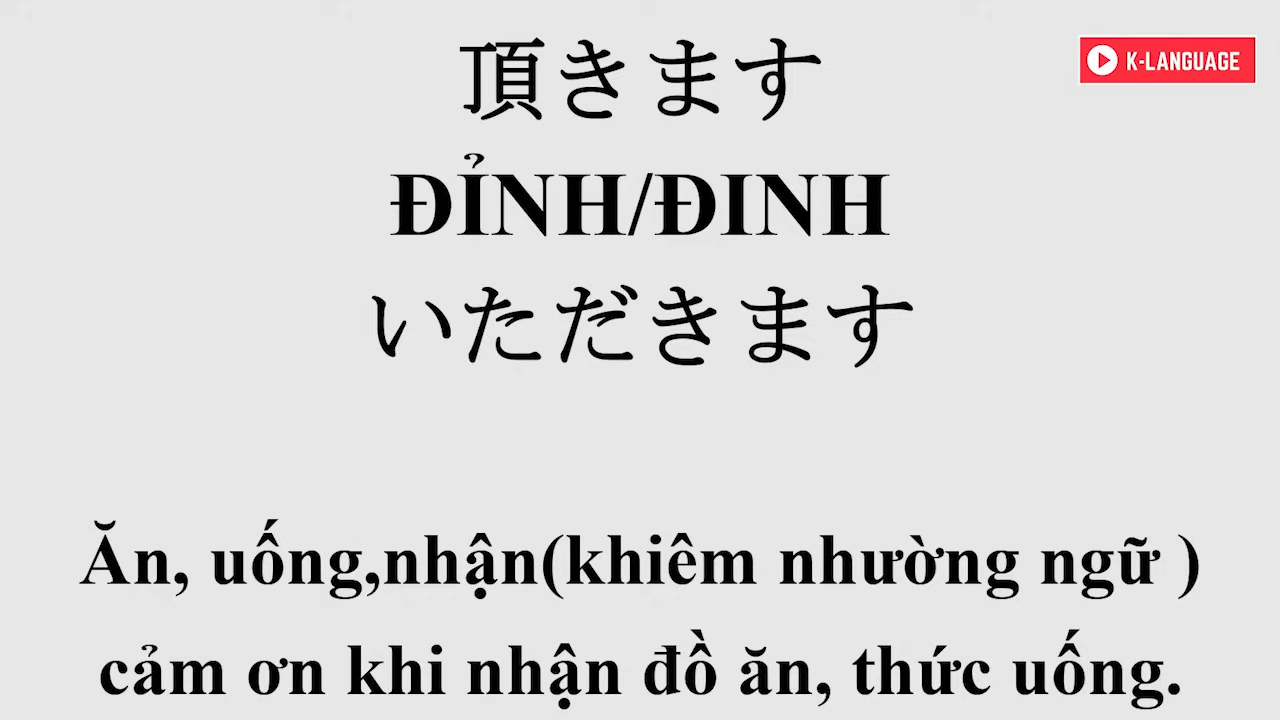 頂きます
K-LANGUAGE
ĐỈNH/ĐINH
いただきます
Ăn, uống,nhận(khiêm nhường ngữ )
cảm ơn khi nhận đồ ăn, thức uống.